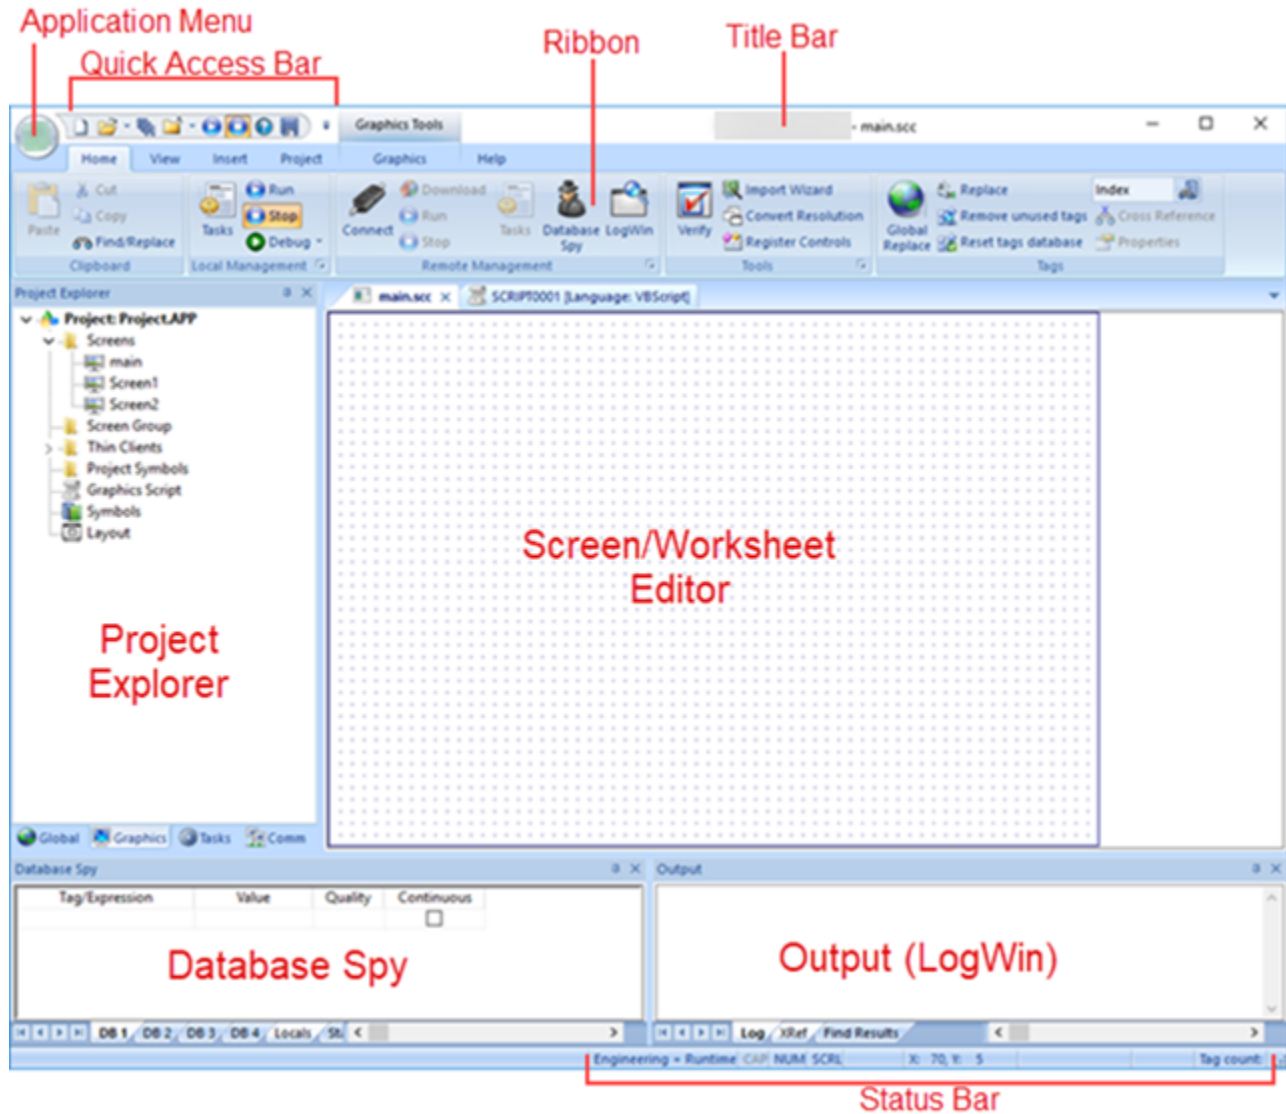 Application Menu
Quick Access Bar
Ribbon
Title Bar
Graphics Tools
- main.scc
Home View Insert Project Graphics Help
Paste
Cut
Copy
Find/Replace
Clipboard
Tasks
Run
Stop
Debug
Local Management
Connect
Download
Run
Stop
Tasks
Database Spy
LogWin
Remote Management
Verify
Import Wizard
Convert Resolution
Register Controls
Tools
Global Replace
Replace
Remove unused tags
Reset tags database
Index
Cross Reference
Properties
Tags
Project Explorer
main.scc
SCRIPT0001 [Language: VBScript]
Project: Project.APP
Screens
main
Screen1
Screen2
Screen Group
Thin Clients
Project Symbols
Graphics Script
Symbols
Layout
Project
Explorer
Screen/Worksheet
Editor
Global Graphics Tasks Comm
Database Spy
Tag/Expression Value Quality Continuous
Database Spy
DB 1 DB 2 DB 3 DB 4 Locals
Output
Output (LogWin)
Log XRef Find Results
Engineering + Runtime CAP NUM SCRL X: 70, Y: 5 Tag count:
Status Bar